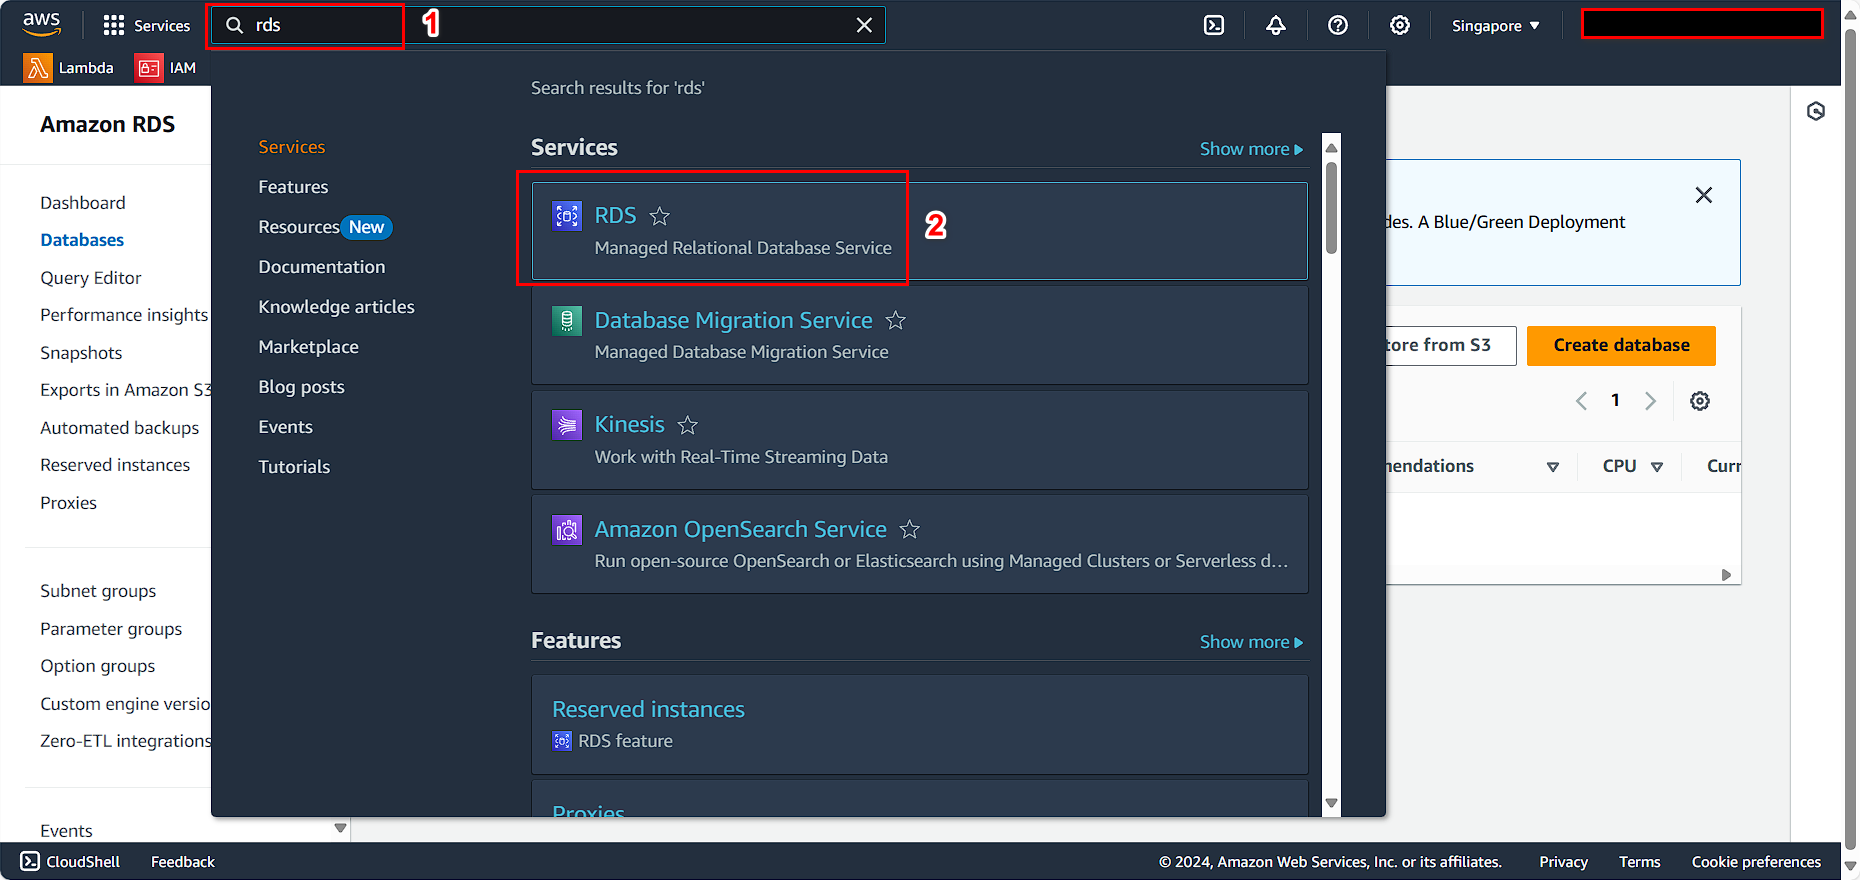 aws
Services
rds
1
Singapore
Lambda
IAM
Search results for 'rds'
Amazon RDS
Dashboard
Databases
Query Editor
Performance insights
Snapshots
Exports in Amazon S3
Automated backups
Reserved instances
Proxies
Subnet groups
Parameter groups
Option groups
Custom engine versio
Zero-ETL integrations
Events
Services
Features
Resources New
Documentation
Knowledge articles
Marketplace
Blog posts
Events
Tutorials
Services
Show more
RDS
Managed Relational Database Service
2
Database Migration Service
Managed Database Migration Service
Kinesis
Work with Real-Time Streaming Data
Amazon OpenSearch Service
Run open-source OpenSearch or Elasticsearch using Managed Clusters or Serverless d...
Features
Show more
Reserved instances
RDS feature
Proxies
des. A Blue/Green Deployment
tore from S3
Create database
1
mendations
CPU
Curr
CloudShell
Feedback
© 2024, Amazon Web Services, Inc. or its affiliates.
Privacy
Terms
Cookie preferences